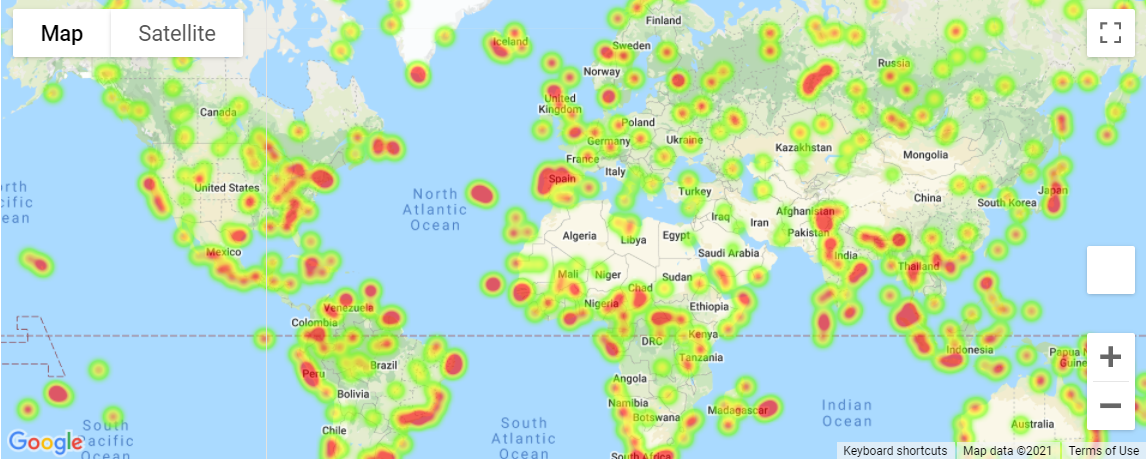 Map Satellite
Finland
Iceland
Sweden
Russia
Norway
Canada
United
Kingdom
Poland
Germany
Ukraine
Kazakhstan
Mongolia
France
Italy
Spain
United States
North
Atlantic
Ocean
Turkey
China
Japan
South Korea
Iraq
Iran
Afghanistan
Pakistan
Algeria
Libya
Egypt
Saudi Arabia
India
Mexico
Mali
Niger
Sudan
Chad
Thailand
Nigeria
Ethiopia
Venezuela
Colombia
DRC
Kenya
Indonesia
Papua
Guine
Tanzania
Brazil
Peru
Angola
Bolivia
Namibia
Botswana
Madagascar
Indian
Ocean
Chile
South
Pacific
Ocean
South
Atlantic
Ocean
Australia
South Africa
Google
Keyboard shortcuts Map data ©2021 Terms of Use